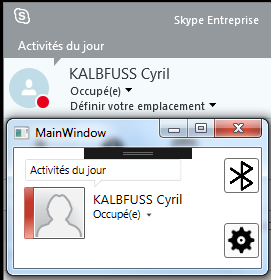 Skype Entreprise
Activités du jour
KALBFUSS Cyril
Occupé(e)
Définir votre emplacement
MainWindow
Activités du jour
KALBFUSS Cyril
Occupé(e)